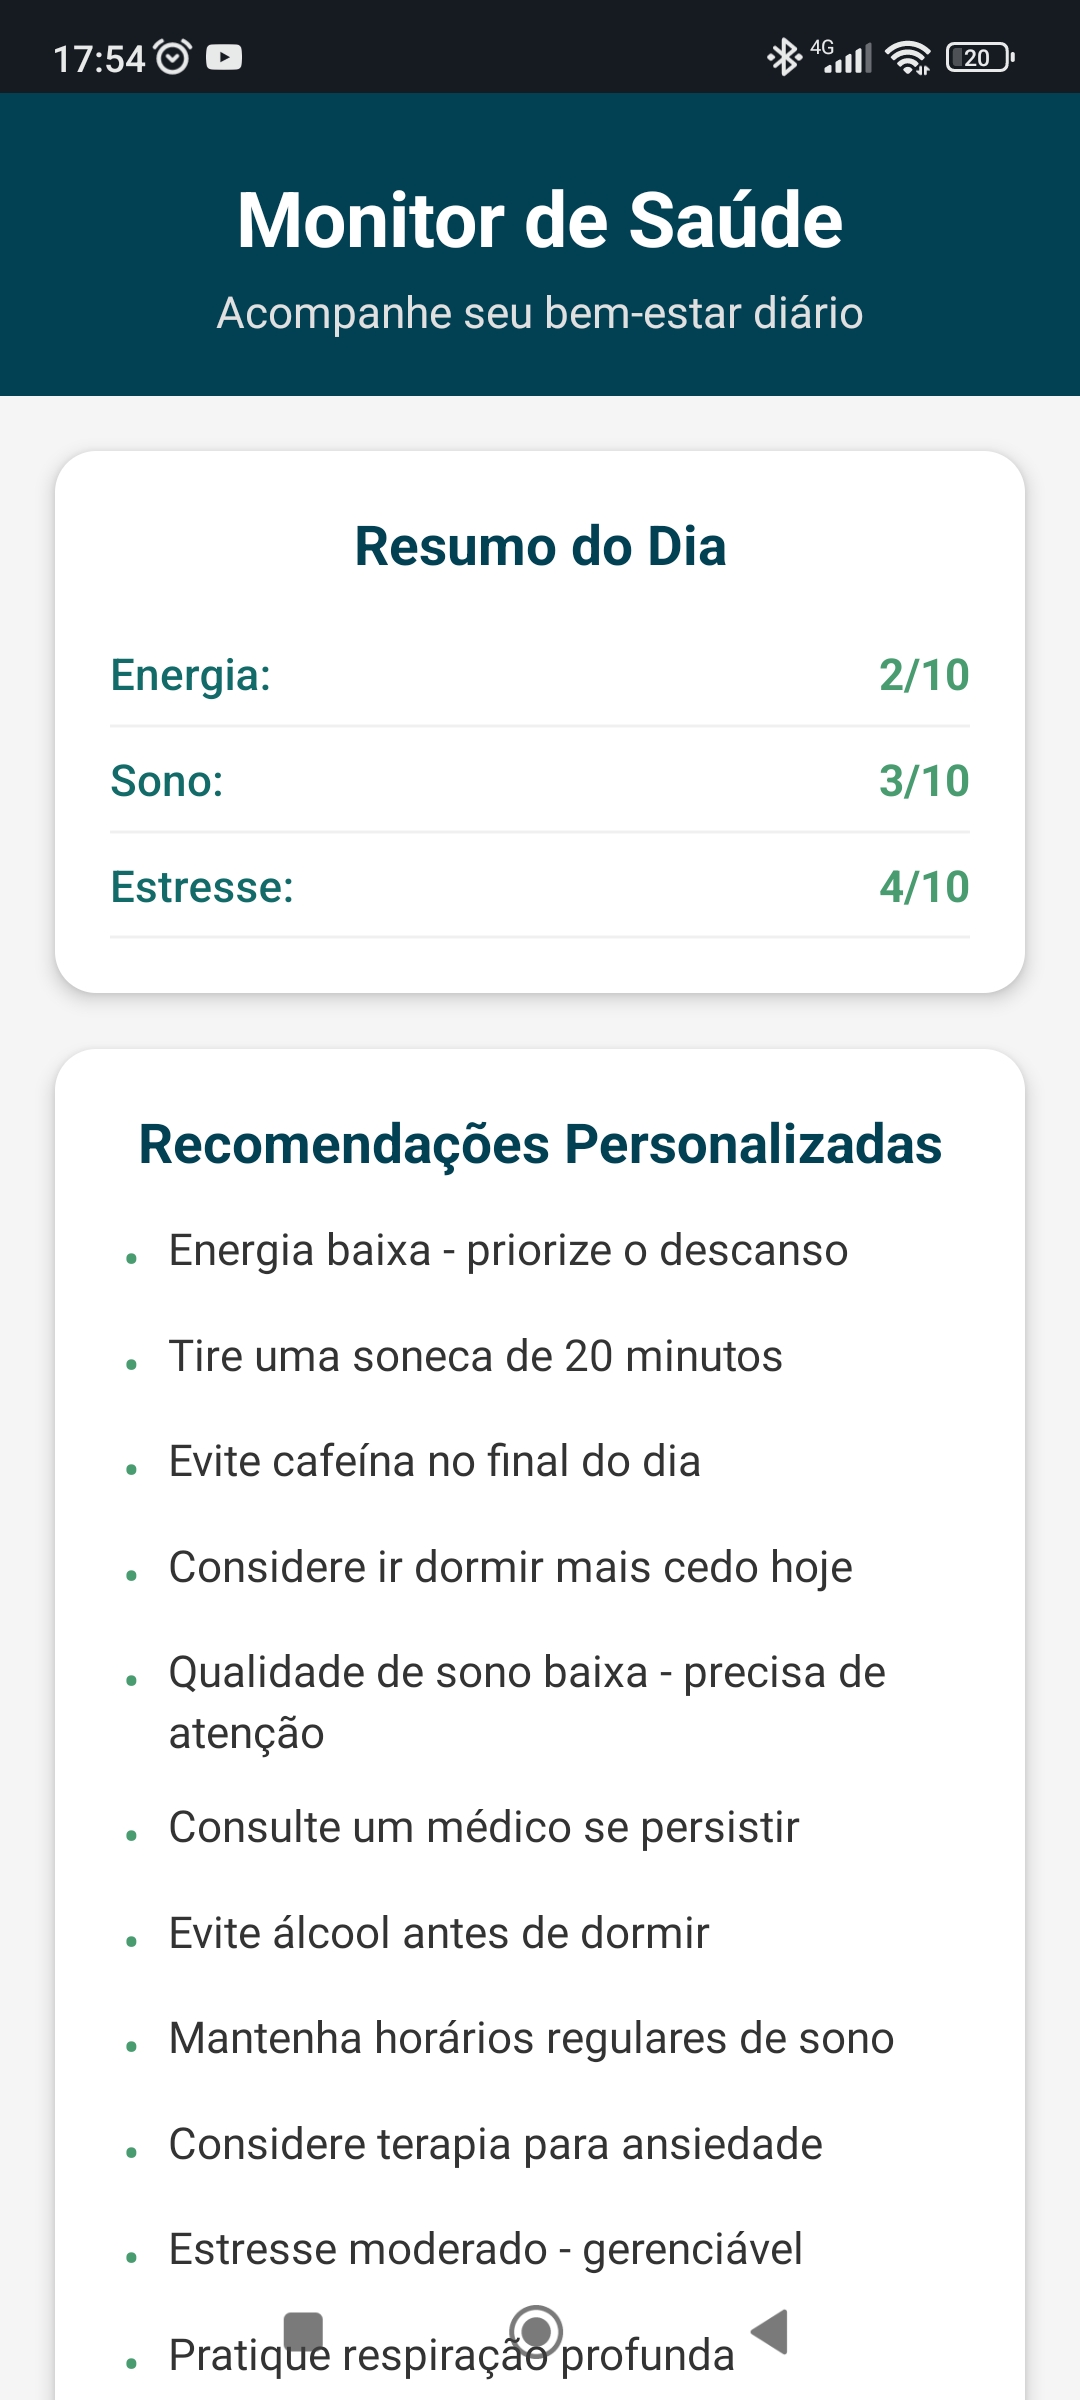 17:54
4G
20
Monitor de Saúde
Acompanhe seu bem-estar diário
Resumo do Dia
Energia: 2/10
Sono: 3/10
Estresse: 4/10
Recomendações Personalizadas
• Energia baixa - priorize o descanso
• Tire uma soneca de 20 minutos
• Evite cafeína no final do dia
• Considere ir dormir mais cedo hoje
• Qualidade de sono baixa - precisa de
atenção
• Consulte um médico se persistir
• Evite álcool antes de dormir
• Mantenha horários regulares de sono
• Considere terapia para ansiedade
• Estresse moderado - gerenciável
• Pratique respiração profunda